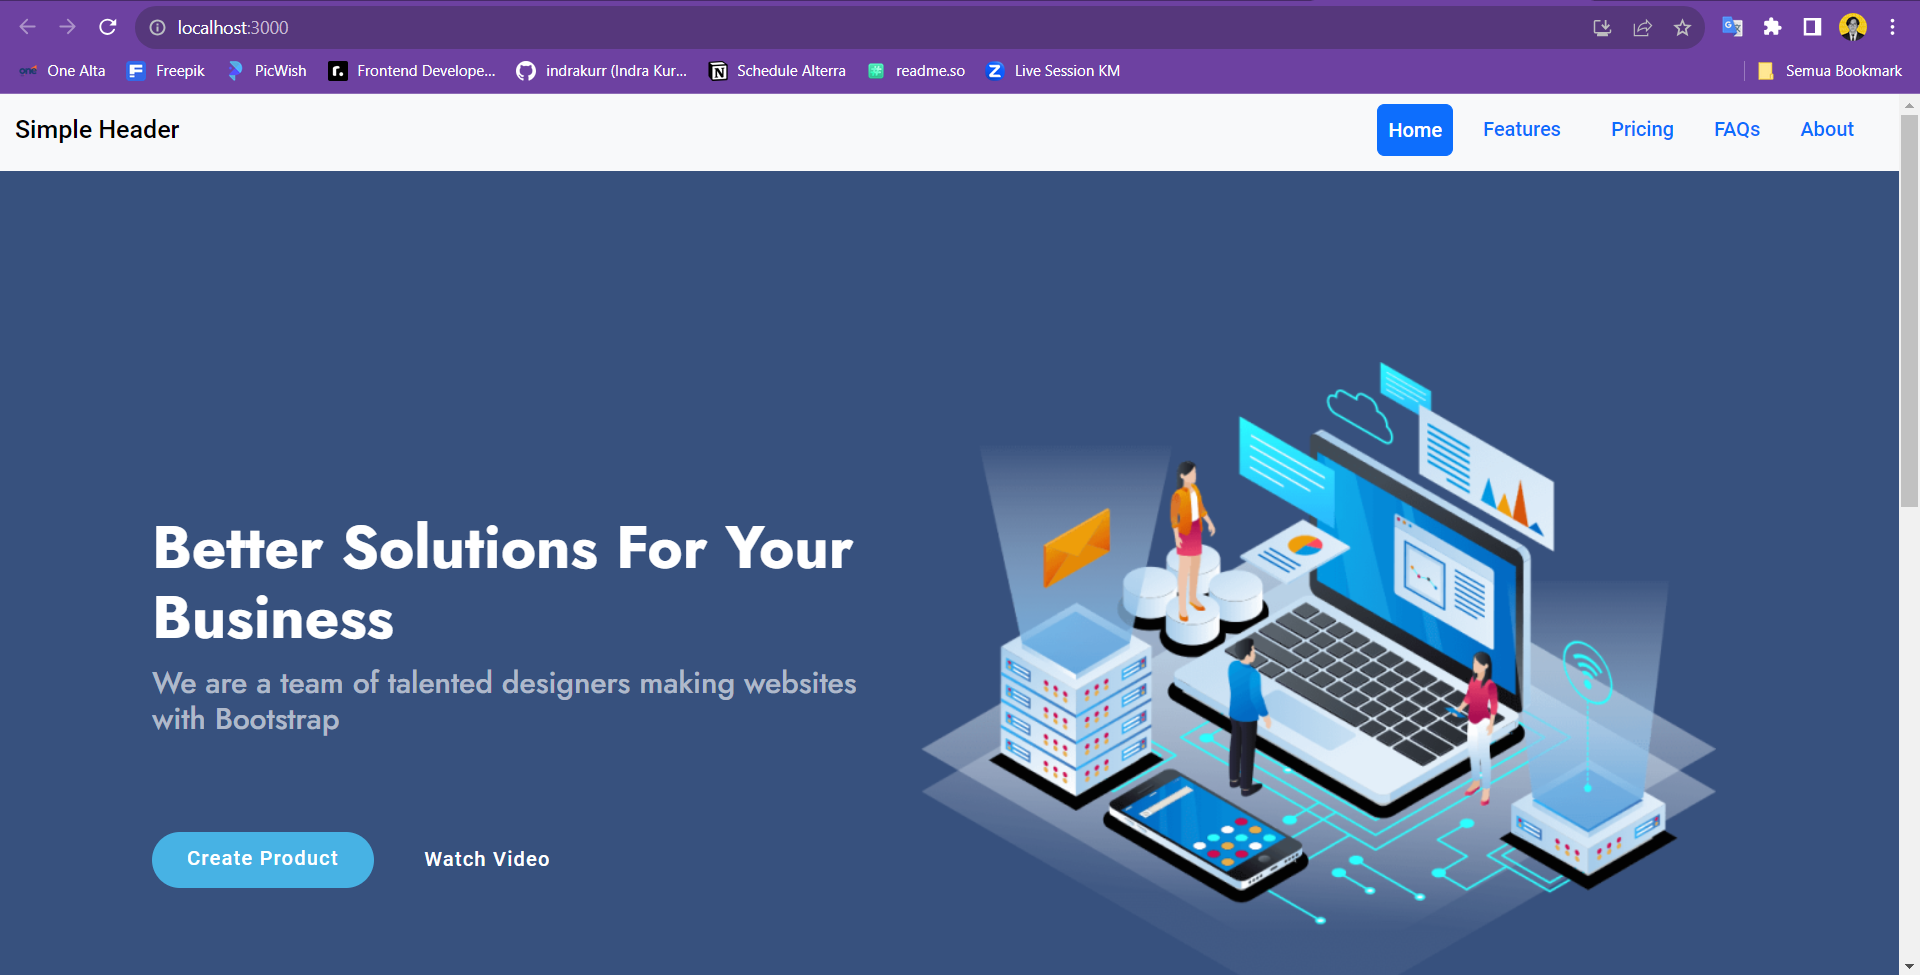 localhost:3000
One Alta Freepik PicWish Frontend Develope... indrakurr (Indra Kur... Schedule Alterra readme.so Live Session KM Semua Bookmark
Simple Header Home Features Pricing FAQs About
Better Solutions For Your
Business
We are a team of talented designers making websites
with Bootstrap
Create Product Watch Video